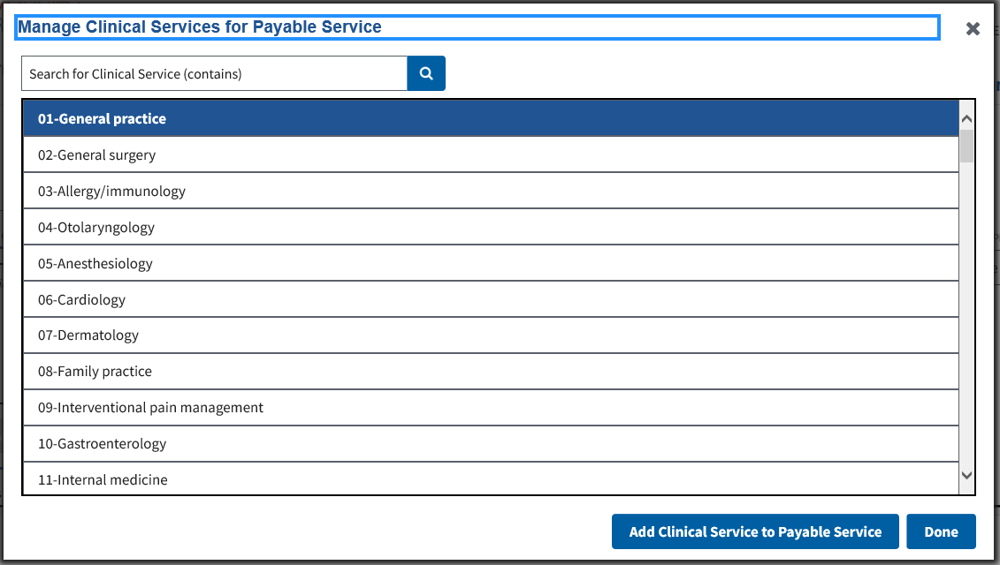 Manage Clinical Services for Payable Service
Search for Clinical Service (contains)
01-General practice
02-General surgery
03-Allergy/immunology
04-Otolaryngology
05-Anesthesiology
06-Cardiology
07-Dermatology
08-Family practice
09-Interventional pain management
10-Gastroenterology
11-Internal medicine
Add Clinical Service to Payable Service
Done